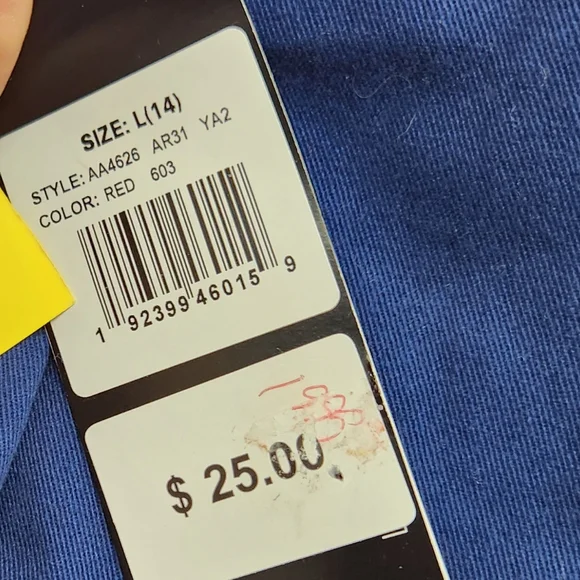 SIZE: L(14)
STYLE: AA4626 AR31 YA2
COLOR: RED 603
1 92399 46015 9
$ 25.00